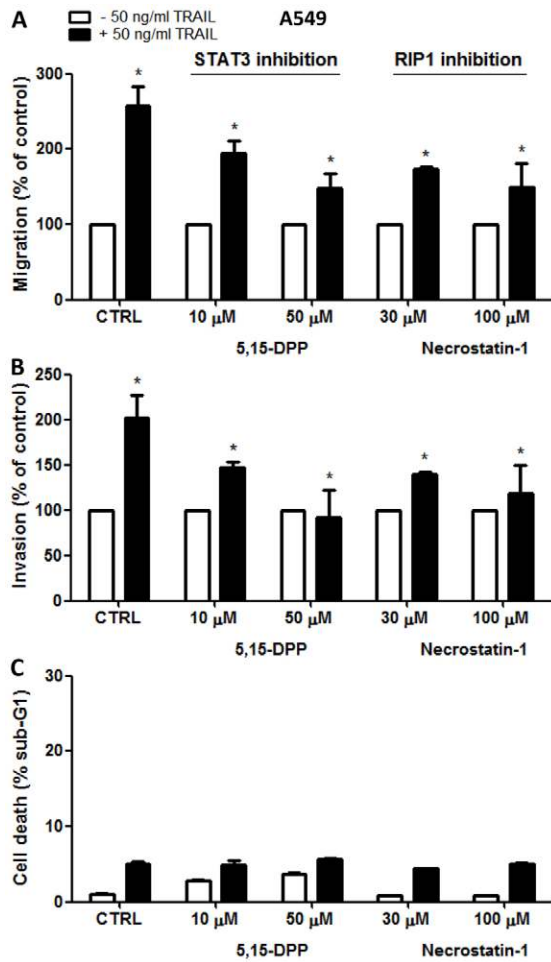 A
- 50 ng/ml TRAIL
+ 50 ng/ml TRAIL
A549
STAT3 inhibition
RIP1 inhibition
Migration (% of control)
300
200
100
0
*
*
*
*
*
CTRL
10 μM
50 μM
30 μM
100 μM
5,15-DPP
Necrostatin-1
B
Invasion (% of control)
250
200
150
100
50
0
*
*
*
*
*
CTRL
10 μM
50 μM
30 μM
100 μM
5,15-DPP
Necrostatin-1
C
Cell death (% sub-G1)
30
20
10
0
CTRL
10 μM
50 μM
30 μM
100 μM
5,15-DPP
Necrostatin-1